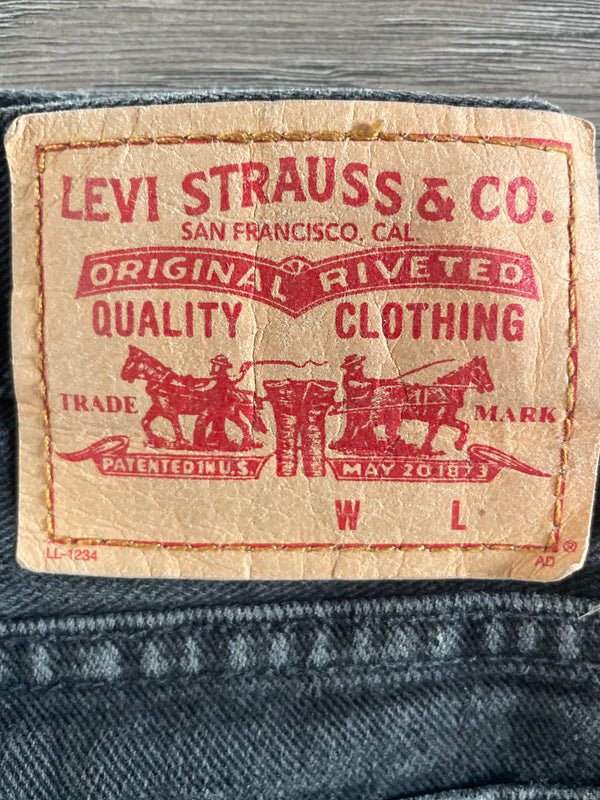 LEVI STRAUSS & CO.
SAN FRANCISCO, CAL.
ORIGINAL RIVETED
QUALITY CLOTHING
TRADE MARK
PATENTED IN U.S. MAY 20 1873
W L
LL-1234 AD ®